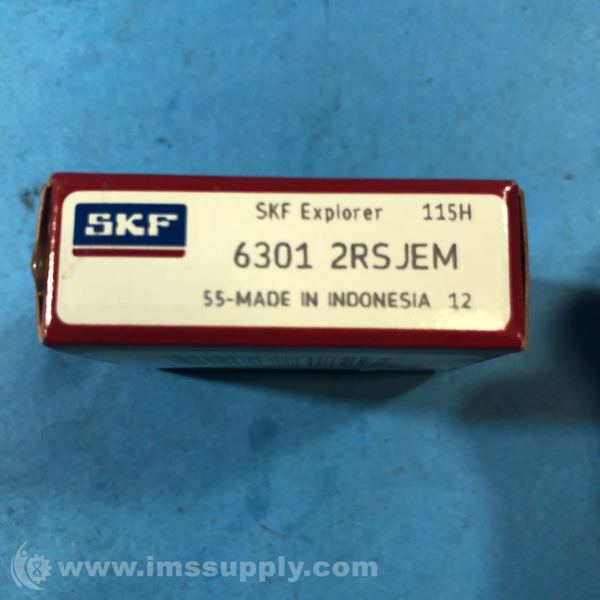 SKF
SKF Explorer 115H
6301 2RSJEM
55-MADE IN INDONESIA 12
www.imssupply.com